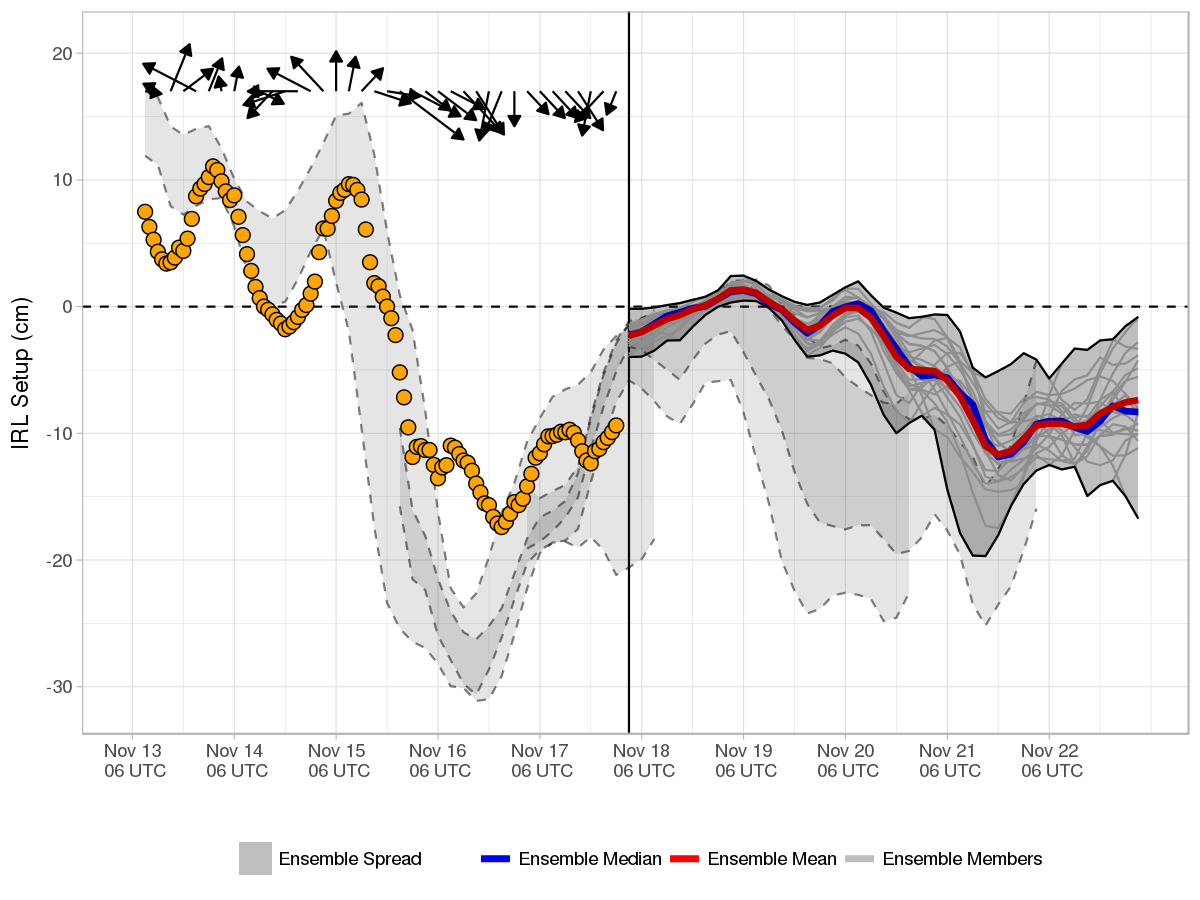 IRL Setup (cm)
20
10
0
-10
-20
-30
Nov 13 Nov 14 Nov 15 Nov 16 Nov 17 Nov 18 Nov 19 Nov 20 Nov 21 Nov 22
06 UTC 06 UTC 06 UTC 06 UTC 06 UTC 06 UTC 06 UTC 06 UTC 06 UTC 06 UTC
Ensemble Spread Ensemble Median Ensemble Mean Ensemble Members